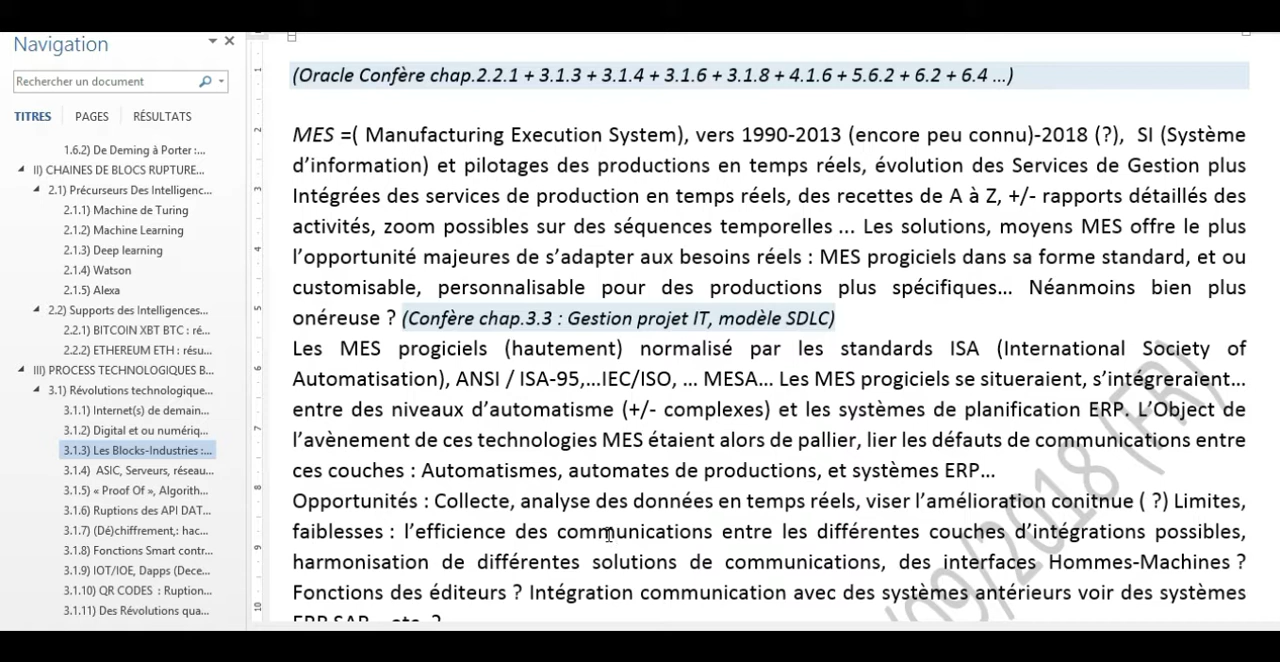 Navigation
Rechercher un document
TITRES PAGES RÉSULTATS
1.6.2) De Deming à Porter :...
II) CHAINES DE BLOCS RUPTURE...
2.1) Précurseurs Des Intelligenc...
2.1.1) Machine de Turing
2.1.2) Machine Learning
2.1.3) Deep learning
2.1.4) Watson
2.1.5) Alexa
2.2) Supports des Intelligences...
2.2.1) BITCOIN XBT BTC : ré...
2.2.2) ETHEREUM ETH : résu...
III) PROCESS TECHNOLOGIQUES B...
3.1) Révolutions technologique...
3.1.1) Internet(s) de demain...
3.1.2) Digital et ou numériq...
3.1.3) Les Blocks-Industries :...
3.1.4) ASIC, Serveurs, réseau...
3.1.5) « Proof Of », Algorith...
3.1.6) Ruptions des API DAT...
3.1.7) (Dé)chiffrement,: hac...
3.1.8) Fonctions Smart contr...
3.1.9) IOT/IOE, Dapps (Dece...
3.1.10) QR CODES : Ruption...
3.1.11) Des Révolutions qua...
(Oracle Confère chap.2.2.1 + 3.1.3 + 3.1.4 + 3.1.6 + 3.1.8 + 4.1.6 + 5.6.2 + 6.2 + 6.4 ...)
MES =( Manufacturing Execution System), vers 1990-2013 (encore peu connu)-2018 (?), SI (Système
d'information) et pilotages des productions en temps réels, évolution des Services de Gestion plus
Intégrées des services de production en temps réels, des recettes de A à Z, +/- rapports détaillés des
activités, zoom possibles sur des séquences temporelles ... Les solutions, moyens MES offre le plus
l'opportunité majeures de s'adapter aux besoins réels : MES progiciels dans sa forme standard, et ou
customisable, personnalisable pour des productions plus spécifiques... Néanmoins bien plus
onéreuse ? (Confère chap.3.3 : Gestion projet IT, modèle SDLC)
Les MES progiciels (hautement) normalisé par les standards ISA (International Society of
Automatisation), ANSI / ISA-95,...IEC/ISO, ... MESA... Les MES progiciels se situeraient, s'intégreraient...
entre des niveaux d'automatisme (+/- complexes) et les systèmes de planification ERP. L'Object de
l'avènement de ces technologies MES étaient alors de pallier, lier les défauts de communications entre
ces couches : Automatismes, automates de productions, et systèmes ERP...
Opportunités : Collecte, analyse des données en temps réels, viser l'amélioration conitnue ( ?) Limites,
faiblesses : l'efficience des communications entre les différentes couches d'intégrations possibles,
harmonisation de différentes solutions de communications, des interfaces Hommes-Machines ?
Fonctions des éditeurs ? Intégration communication avec des systèmes antérieurs voir des systèmes
ERP SAP... etc. ?
/09/2018 (FR)